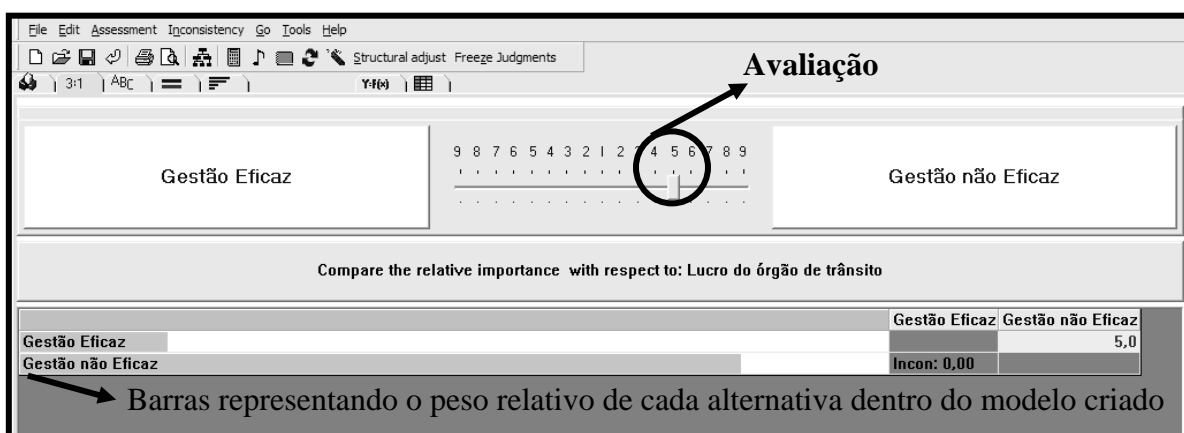 File Edit Assessment Inconsistency Go Tools Help
Structural adjust Freeze Judgments
3:1 ABC Y:F(x)
Avaliação
9 8 7 6 5 4 3 2 1 2 3 4 5 6 7 8 9
Gestão Eficaz
Gestão não Eficaz
Compare the relative importance with respect to: Lucro do órgão de trânsito
Gestão Eficaz Gestão não Eficaz
Gestão Eficaz 5,0
Gestão não Eficaz Incon: 0,00
Barras representando o peso relativo de cada alternativa dentro do modelo criado